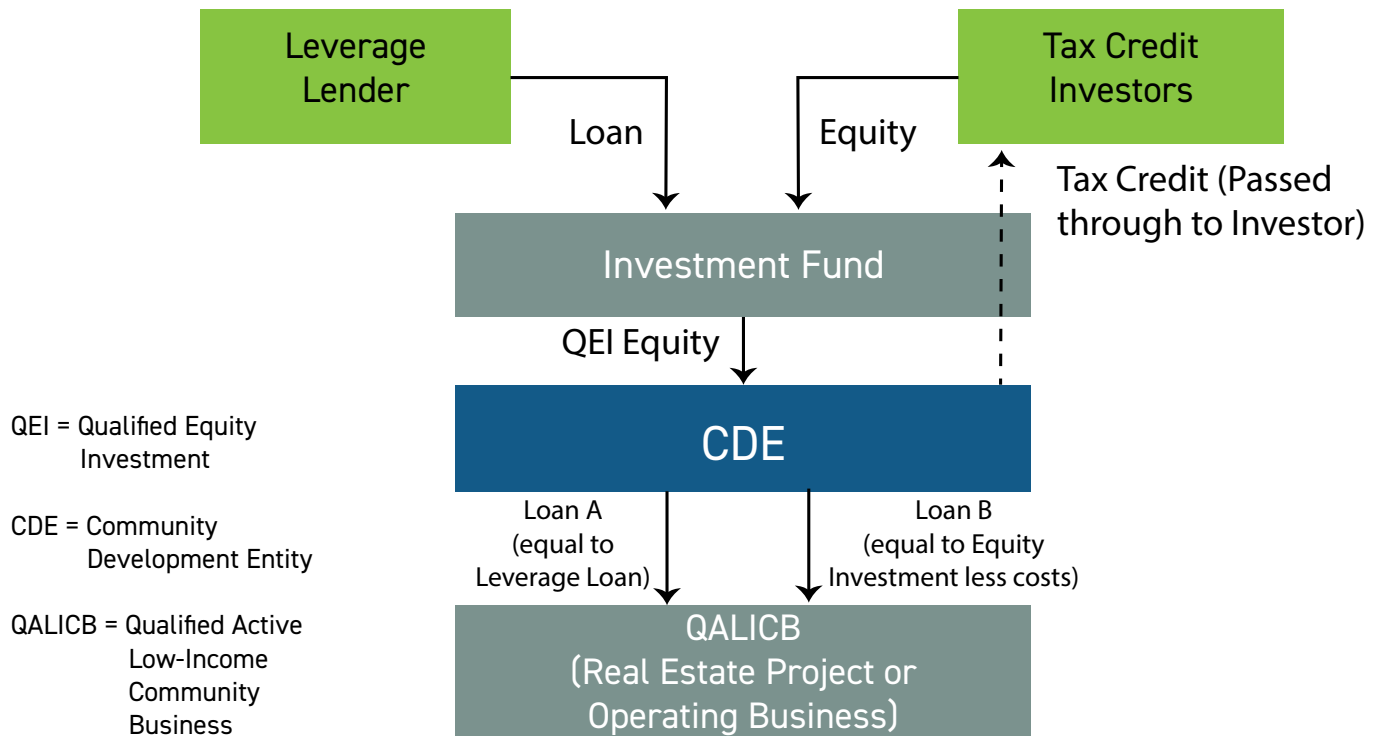 Leverage
Lender
Tax Credit
Investors
Loan
Equity
Tax Credit (Passed
through to Investor)
Investment Fund
QEI Equity
QEI = Qualified Equity
Investment
CDE
CDE = Community
Development Entity
Loan A
(equal to
Leverage Loan)
Loan B
(equal to Equity
Investment less costs)
QALICB = Qualified Active
Low-Income
Community
Business
QALICB
(Real Estate Project or
Operating Business)